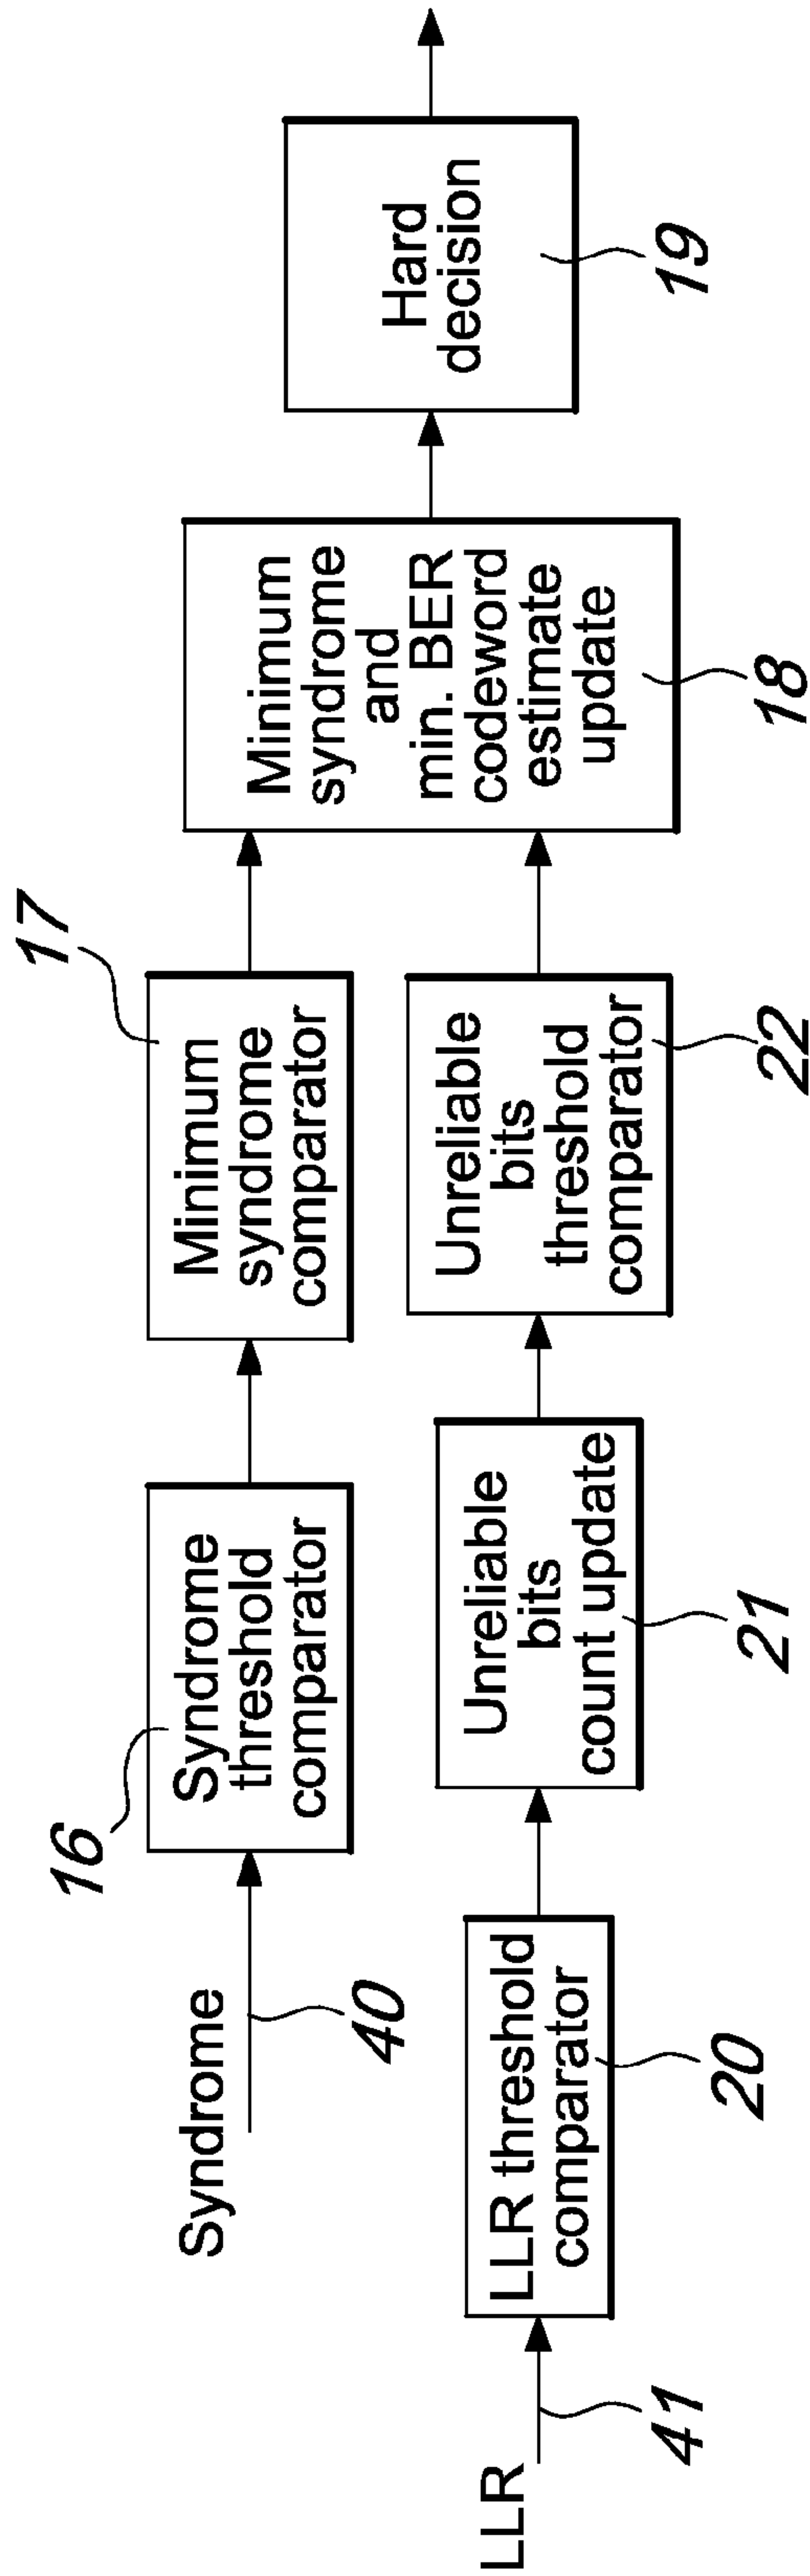 Syndrome
40
16
Syndrome
threshold
comparator
17
Minimum
syndrome
comparator
LLR
41
LLR threshold
comparator
20
Unreliable
bits
count update
21
Unreliable
bits
threshold
comparator
22
Minimum
syndrome
and
min. BER
codeword
estimate
update
18
Hard
decision
19